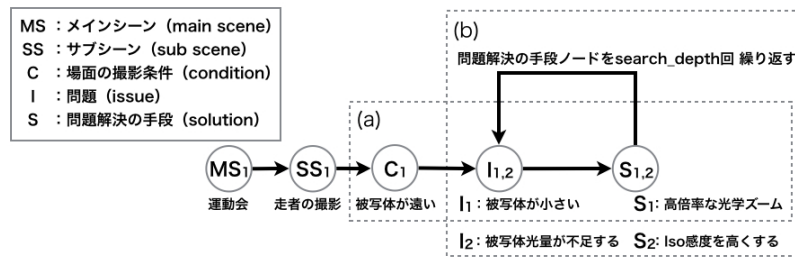 MS：メインシーン（main scene）
SS：サブシーン（sub scene）
C：場面の撮影条件（condition）
I：問題（issue）
S：問題解決の手段（solution）
(b)
問題解決の手段ノードをsearch_depth回 繰り返す
(a)
MS1
SS1
C1
I1,2
S1,2
運動会
走者の撮影
被写体が遠い
I1：被写体が小さい
S1：高倍率な光学ズーム
I2：被写体光量が不足する
S2：Iso感度を高くする